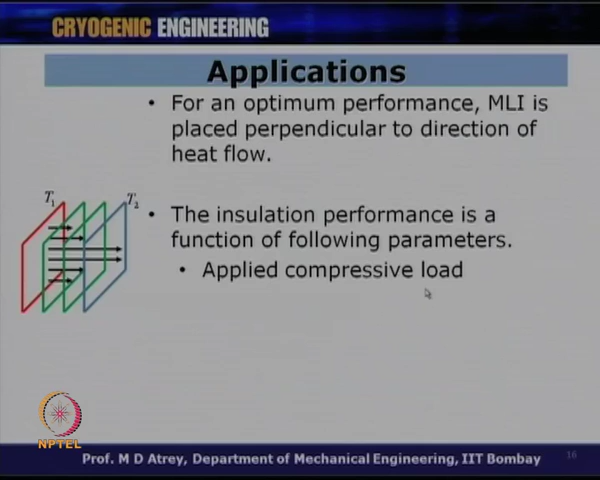 CRYOGENIC ENGINEERING
Applications
• For an optimum performance, MLI is
placed perpendicular to direction of
heat flow.
T1 T2
• The insulation performance is a
function of following parameters.
• Applied compressive load
NPTEL
Prof. M D Atrey, Department of Mechanical Engineering, IIT Bombay 16